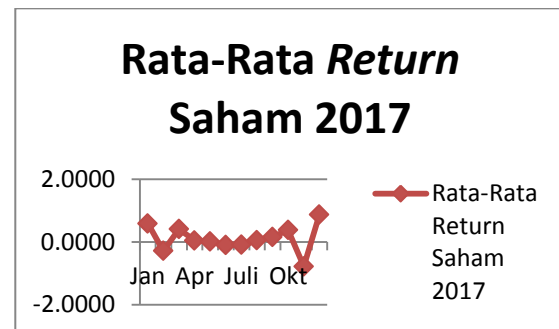 Rata-Rata Return
Saham 2017
2.0000
0.0000
-2.0000
Jan Apr Juli Okt
Rata-Rata
Return
Saham
2017